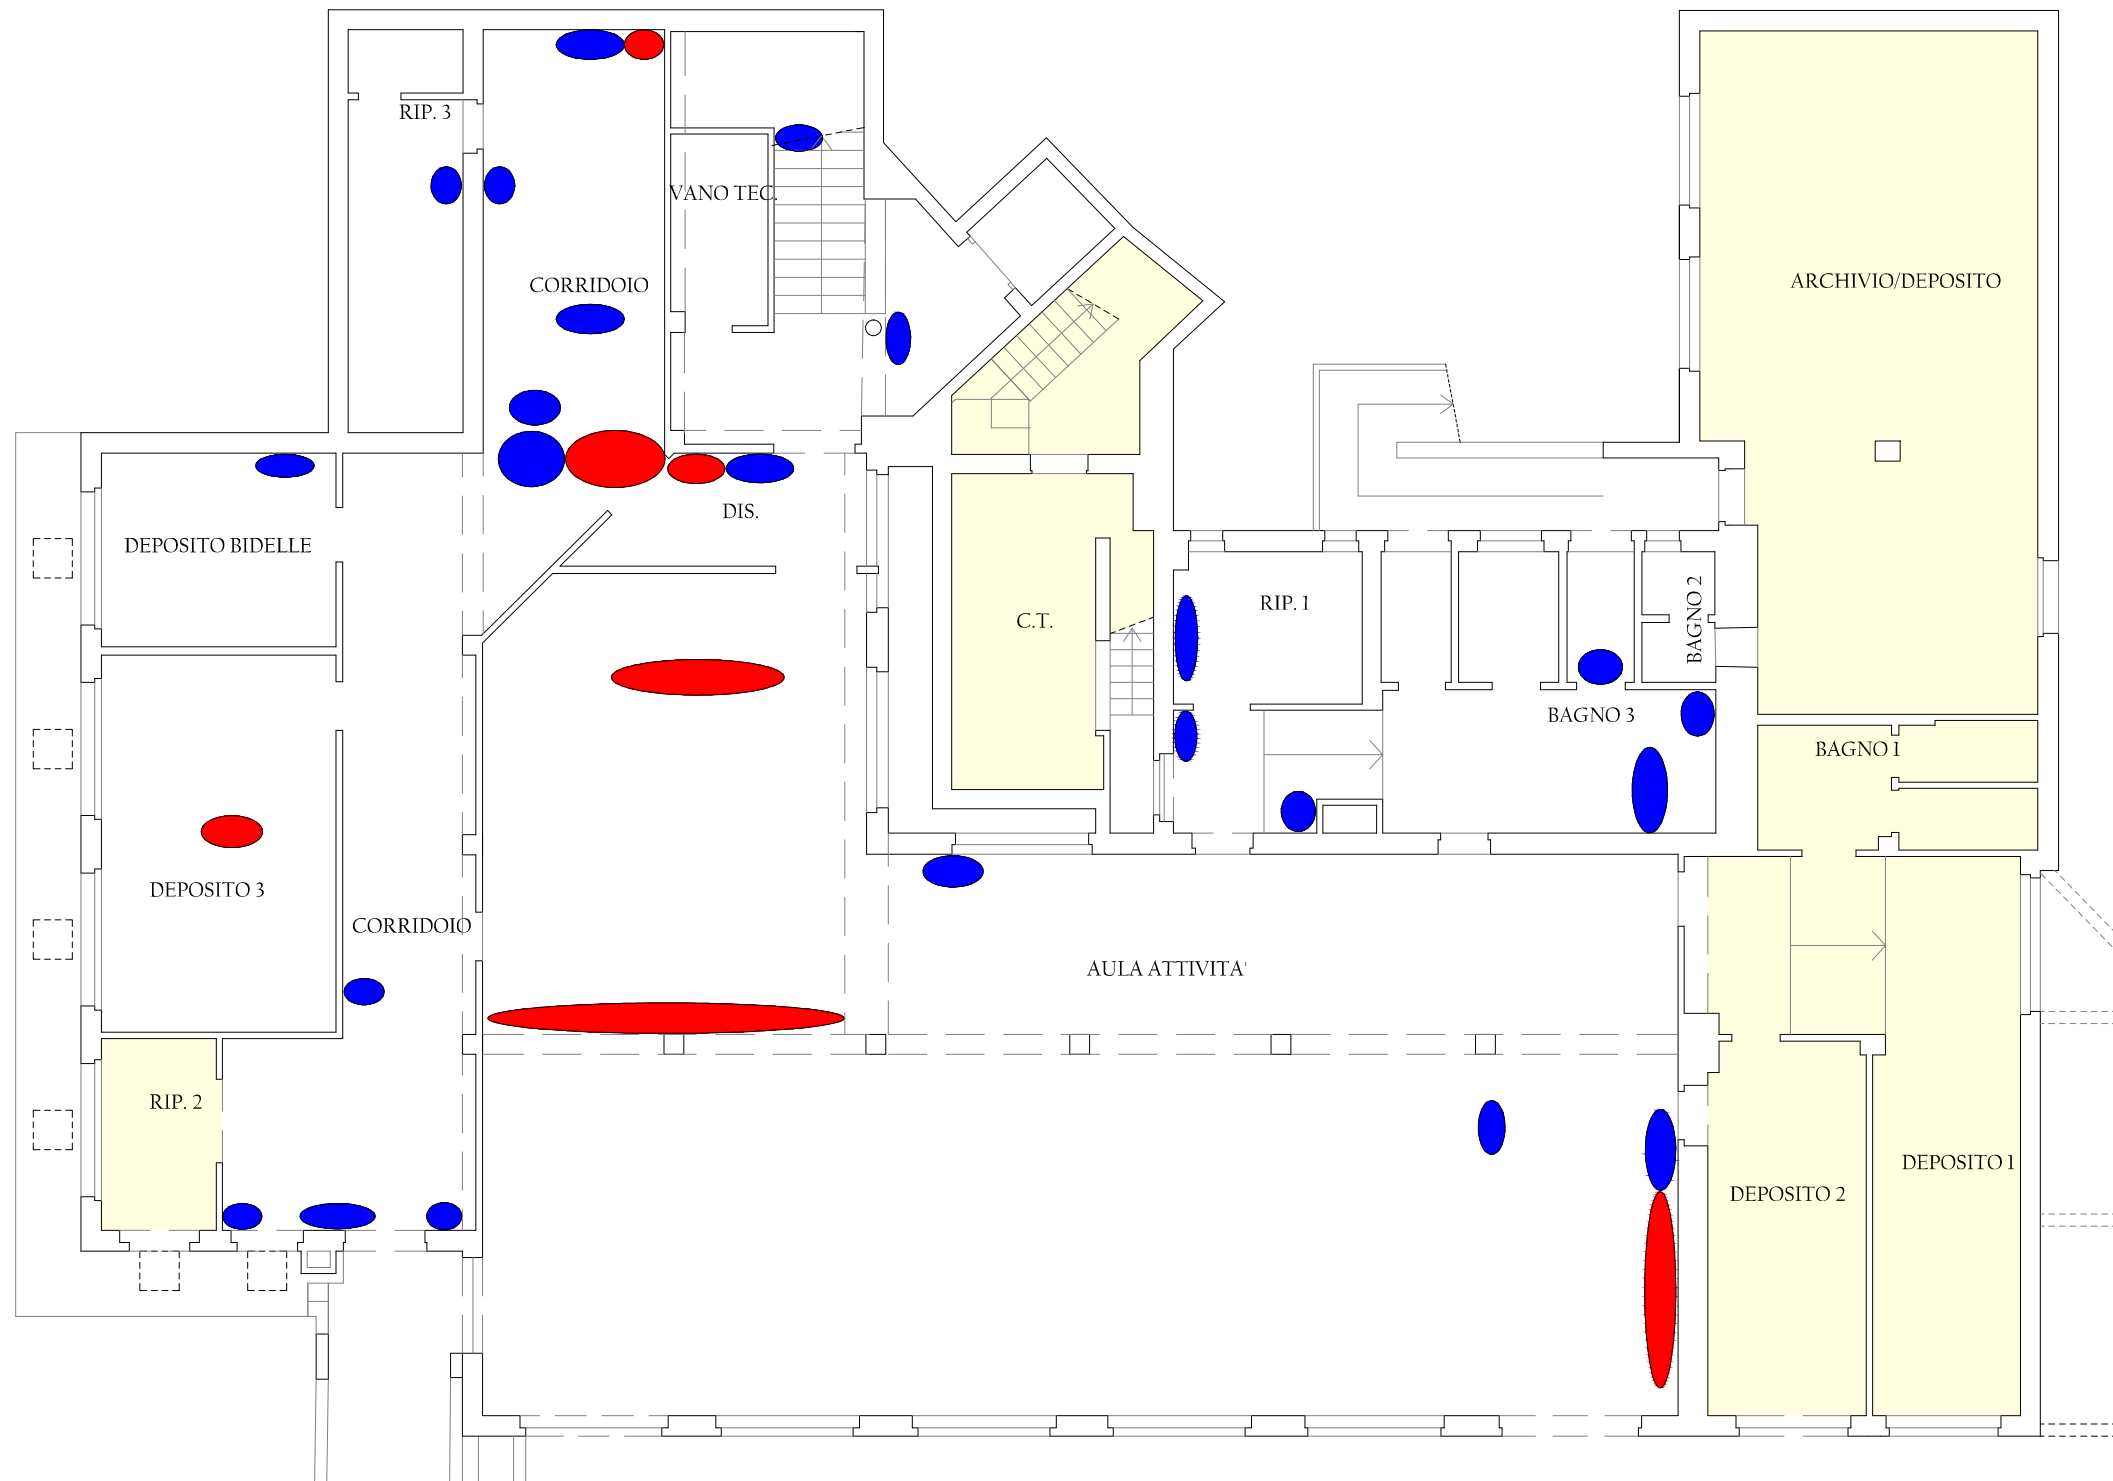 RIP. 3
VANO TEC.
CORRIDOIO
ARCHIVIO/DEPOSITO
DIS.
DEPOSITO BIDELLE
C.T.
RIP. 1
BAGNO 2
BAGNO 3
BAGNO 1
DEPOSITO 3
CORRIDOIO
AULA ATTIVITA'
RIP. 2
DEPOSITO 2
DEPOSITO 1